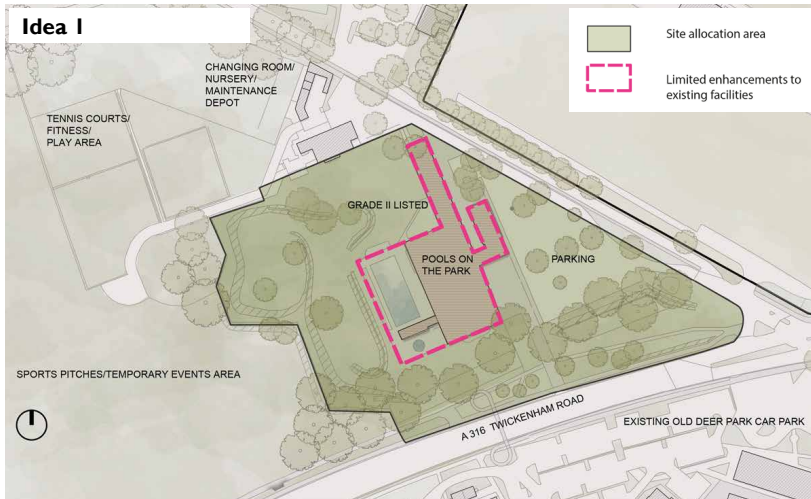 Idea 1
Site allocation area
Limited enhancements to
existing facilities
CHANGING ROOM/
NURSERY/
MAINTENANCE
DEPOT
TENNIS COURTS/
FITNESS/
PLAY AREA
GRADE II LISTED
POOLS ON
THE PARK
PARKING
SPORTS PITCHES/TEMPORARY EVENTS AREA
A 316 TWICKENHAM ROAD
EXISTING OLD DEER PARK CAR PARK